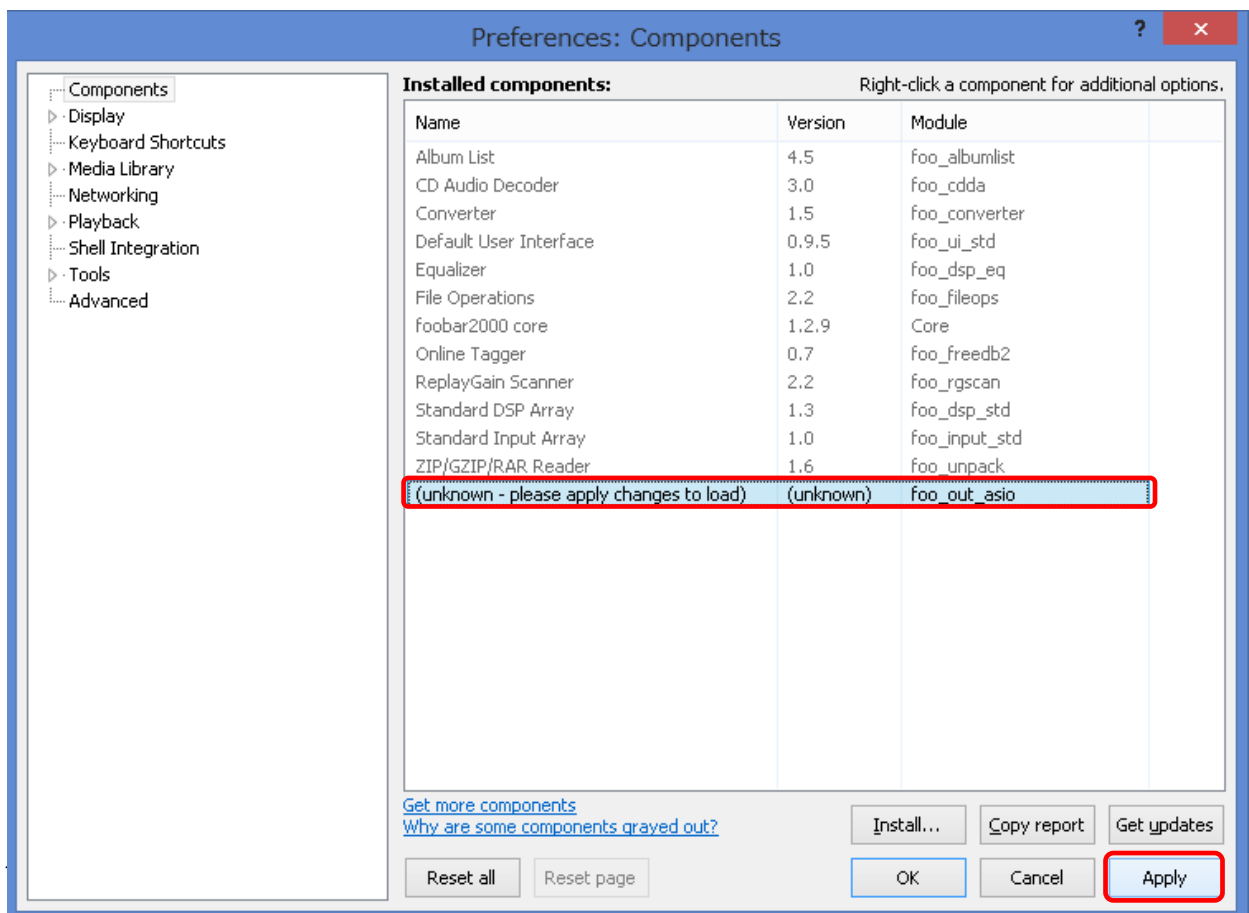 Preferences: Components
?
Components
Display
Keyboard Shortcuts
Media Library
Networking
Playback
Shell Integration
Tools
Advanced
Installed components: Right-click a component for additional options.
Name Version Module
Album List 4.5 foo_albumlist
CD Audio Decoder 3.0 foo_cdda
Converter 1.5 foo_converter
Default User Interface 0.9.5 foo_ui_std
Equalizer 1.0 foo_dsp_eq
File Operations 2.2 foo_fileops
foobar2000 core 1.2.9 Core
Online Tagger 0.7 foo_freedb2
ReplayGain Scanner 2.2 foo_rgscan
Standard DSP Array 1.3 foo_dsp_std
Standard Input Array 1.0 foo_input_std
ZIP/GZIP/RAR Reader 1.6 foo_unpack
(unknown - please apply changes to load) (unknown) foo_out_asio
Get more components
Why are some components grayed out?
Install... Copy report Get updates
Reset all Reset page OK Cancel Apply